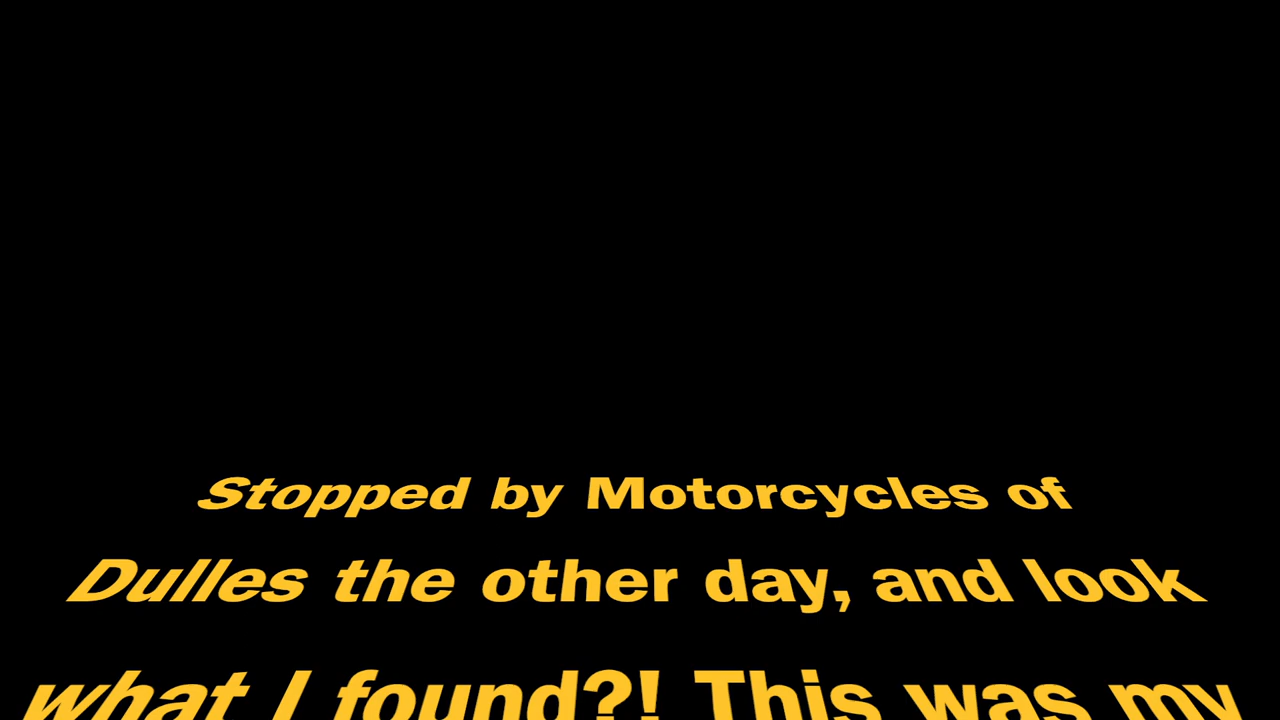 Stopped by Motorcycles of
Dulles the other day, and look
what I found?! This was my